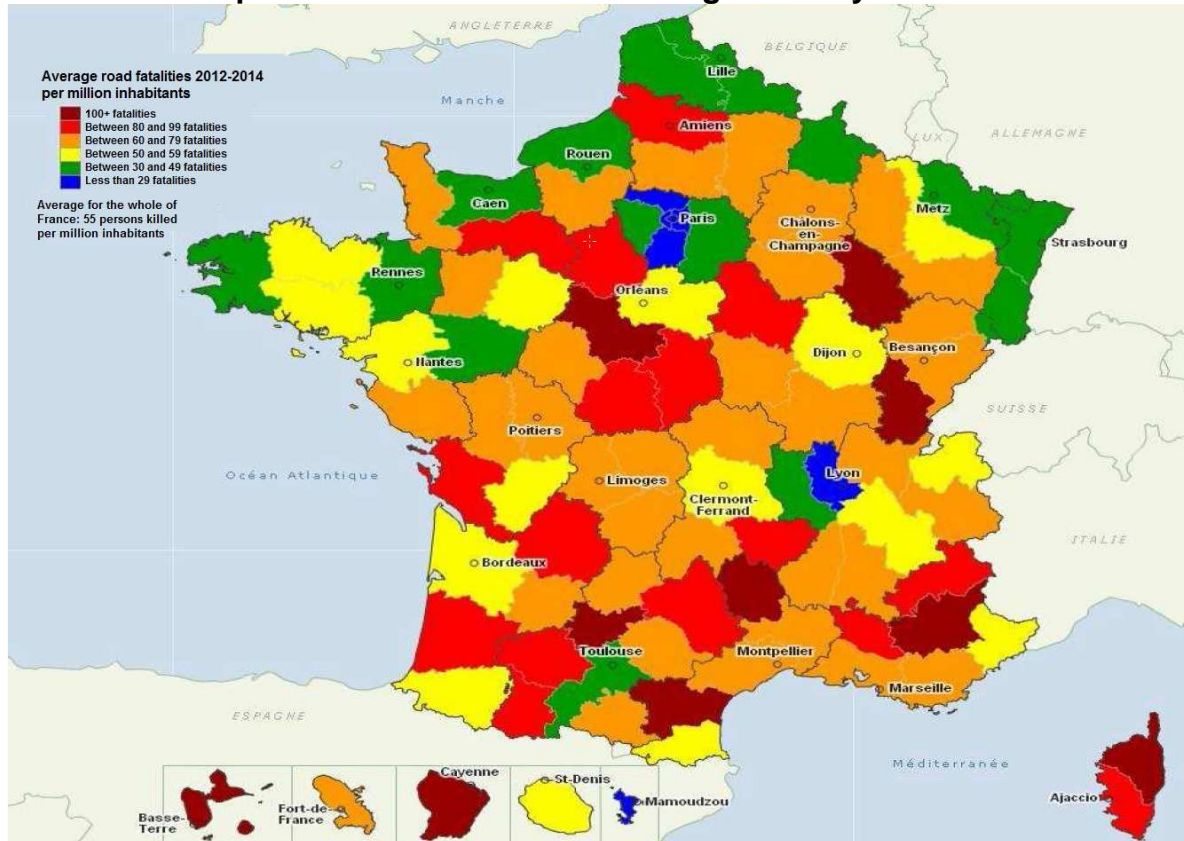 ANGLETERRE
BELGIQUE
Lille
Average road fatalities 2012-2014
per million inhabitants
100+ fatalities
Between 80 and 99 fatalities
Between 60 and 79 fatalities
Between 50 and 59 fatalities
Between 30 and 49 fatalities
Less than 29 fatalities
Average for the whole of
France: 55 persons killed
per million inhabitants
Manche
Amiens
LUX
ALLEMAGNE
Rouen
Caen
Paris
Metz
Châlons-
en-
Champagne
Strasbourg
Rennes
Orléans
Nantes
Dijon
Besançon
SUISSE
Poitiers
Océan Atlantique
Limoges
Clermont-
Ferrand
Lyon
ITALIE
Bordeaux
Toulouse
Montpellier
Marseille
ESPAGNE
Méditerranée
Ajaccio
Basse-
Terre
Fort-de-
France
Cayenne
St-Denis
Mamoudzou